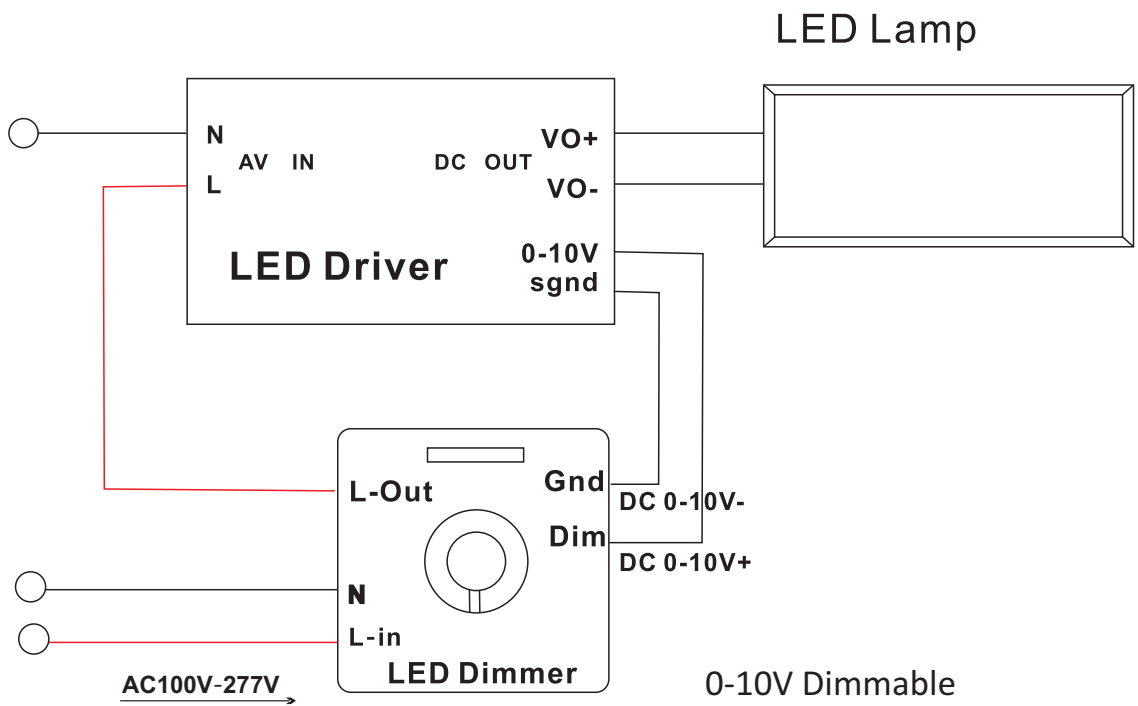 LED Lamp
N
VO+
AV IN
DC OUT
L
VO-
0-10V
LED Driver
sgnd
L-Out
Gnd
DC 0-10V-
Dim
DC 0-10V+
N
L-in
LED Dimmer
AC100V-277V
0-10V Dimmable